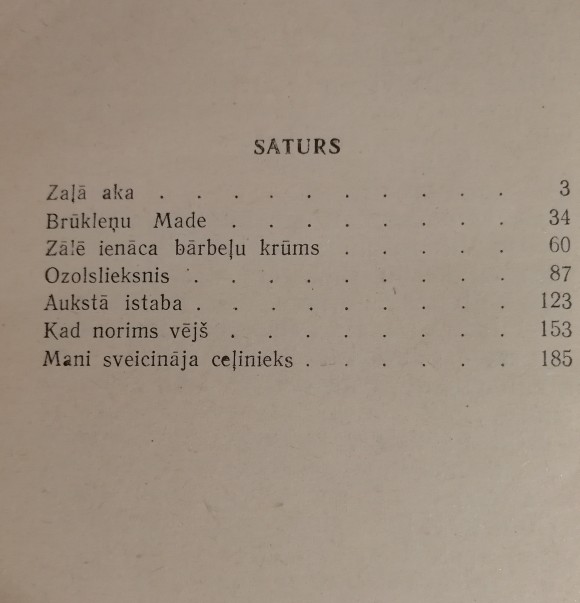 SATURS
Zaļā aka . . . . . . . . . . 3
Brūkleņu Made . . . . . . . . 34
Zālē ienāca bārbeļu krūms . . . . . 60
Ozolslieksnis . . . . . . . . . 87
Aukstā istaba . . . . . . . . . 123
Kad norims vējš . . . . . . . . 153
Mani sveicināja ceļinieks . . . . . 185